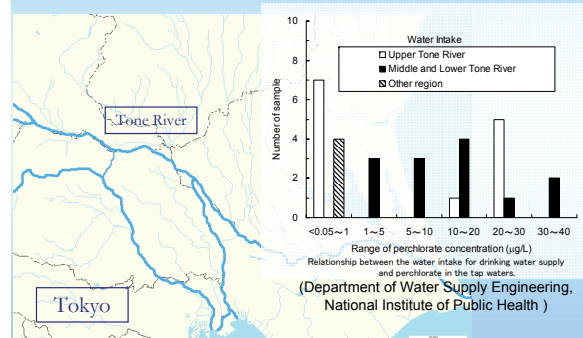 Tone River
Tokyo
10
8
6
4
2
0
Number of sample
Water Intake
Upper Tone River
Middle and Lower Tone River
Other region
<0.05～1 1～5 5～10 10～20 20～30 30～40
Range of perchlorate concentration (µg/L)
Relationship between the water intake for drinking water supply
and perchlorate in the tap waters.
(Department of Water Supply Engineering,
National Institute of Public Health )